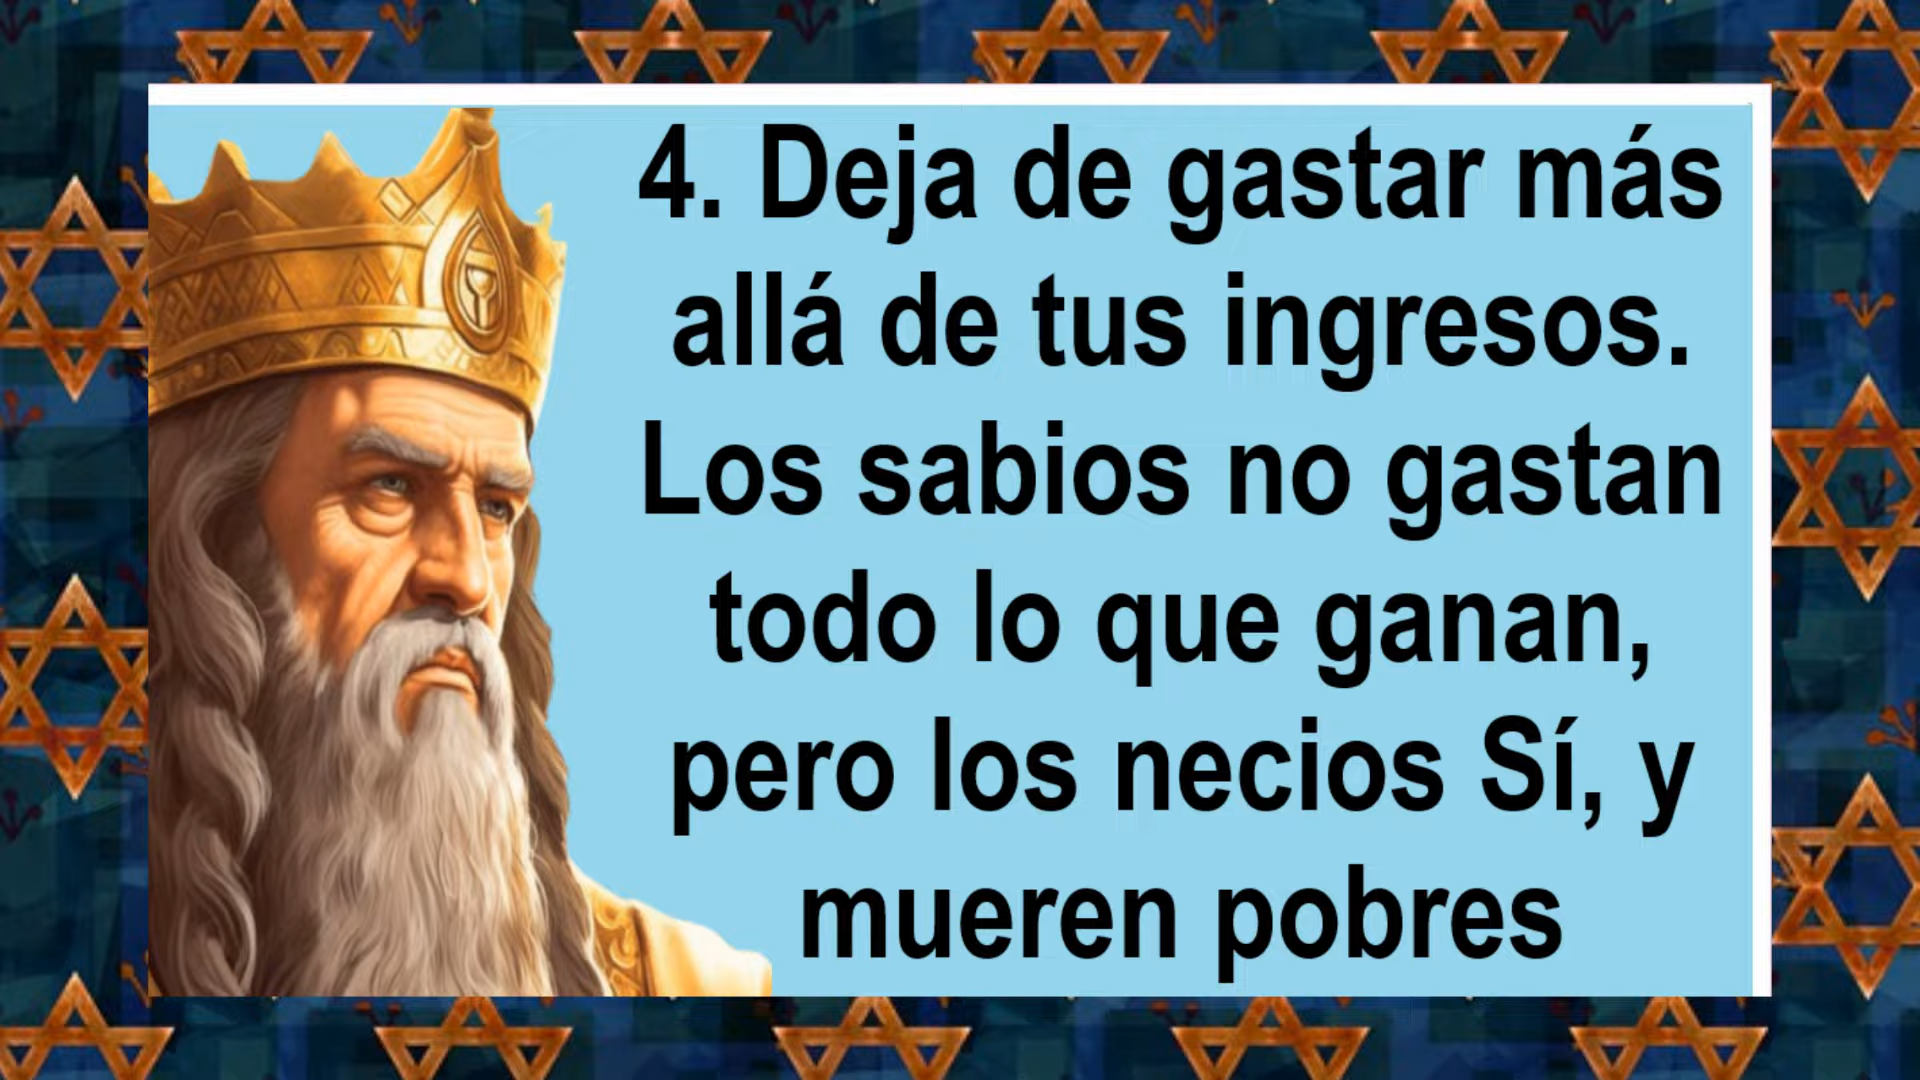 4. Deja de gastar más
allá de tus ingresos.
Los sabios no gastan
todo lo que ganan,
pero los necios Sí, y
mueren pobres